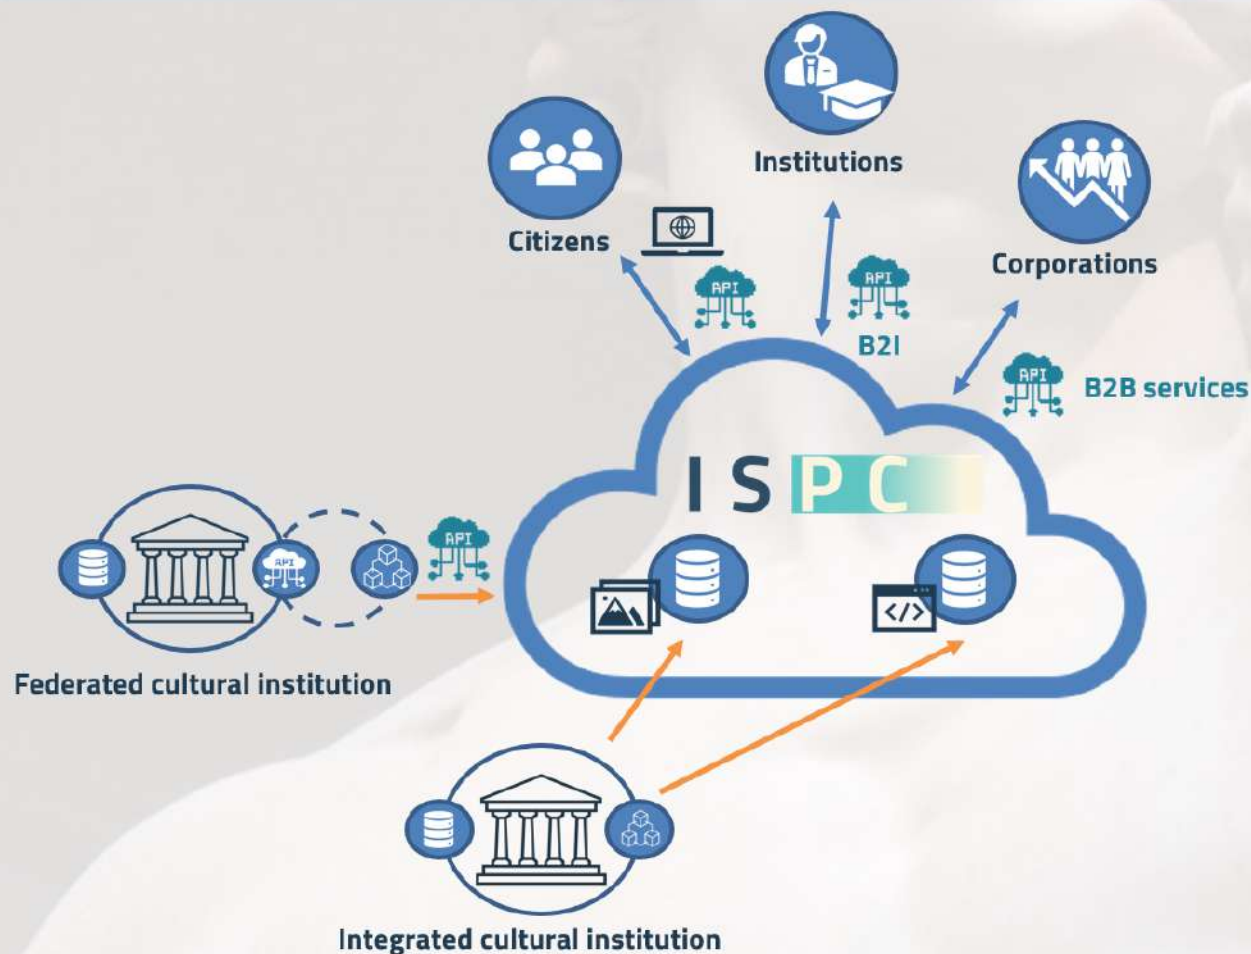 Institutions
Citizens
Corporations
API
API
B2I
API
B2B services
I S P C
API
API
</>
Federated cultural institution
Integrated cultural institution